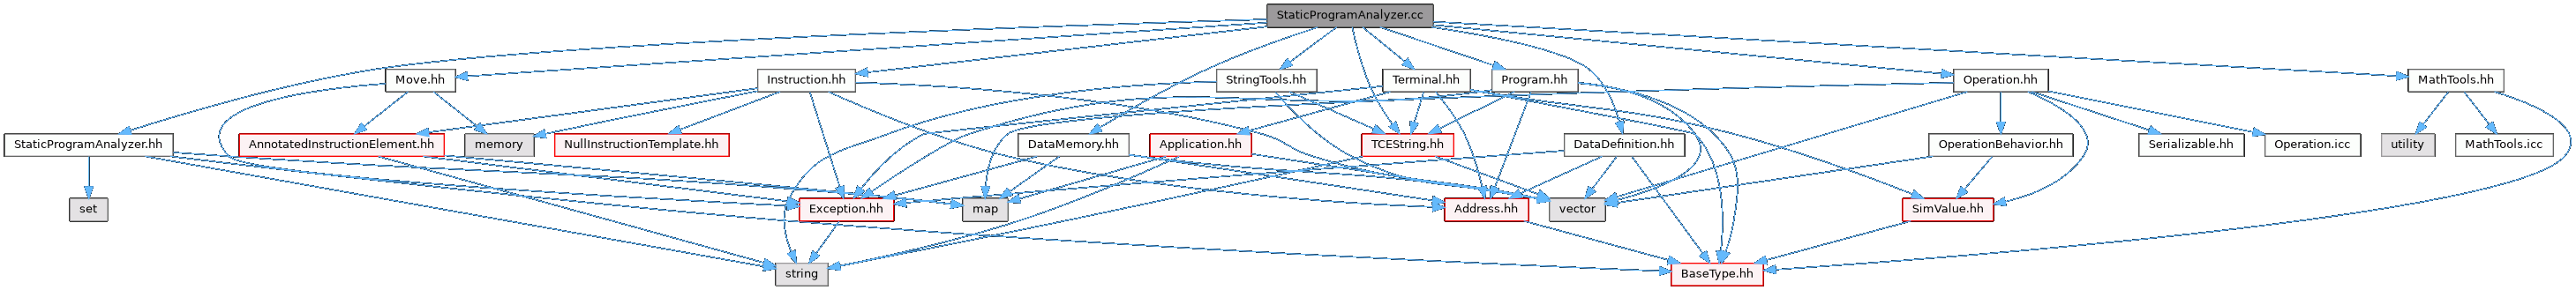 StaticProgramAnalyzer.cc
Move.hh
Instruction.hh
StringTools.hh
Terminal.hh
Program.hh
Operation.hh
MathTools.hh
StaticProgramAnalyzer.hh
AnnotatedInstructionElement.hh
memory
NullInstructionTemplate.hh
DataMemory.hh
Application.hh
TCEString.hh
DataDefinition.hh
OperationBehavior.hh
Serializable.hh
Operation.icc
utility
MathTools.icc
set
Exception.hh
map
Address.hh
vector
SimValue.hh
string
BaseType.hh